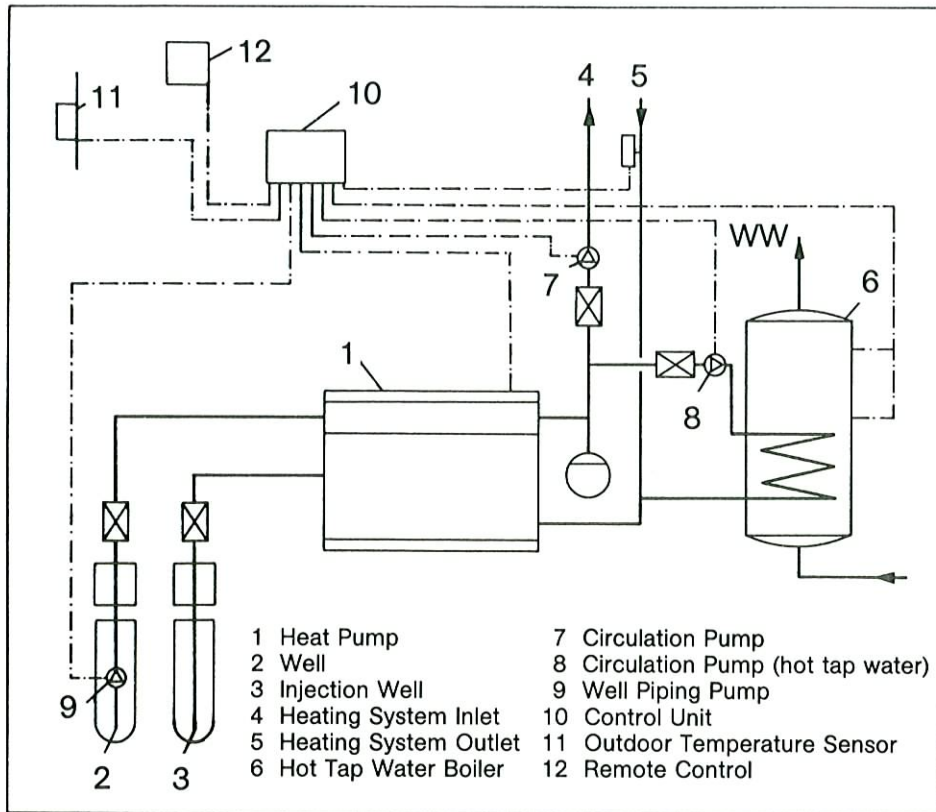 12
11
10
4
5
7
WW
6
1
8
9
2
3
1 Heat Pump
2 Well
3 Injection Well
4 Heating System Inlet
5 Heating System Outlet
6 Hot Tap Water Boiler
7 Circulation Pump
8 Circulation Pump (hot tap water)
9 Well Piping Pump
10 Control Unit
11 Outdoor Temperature Sensor
12 Remote Control